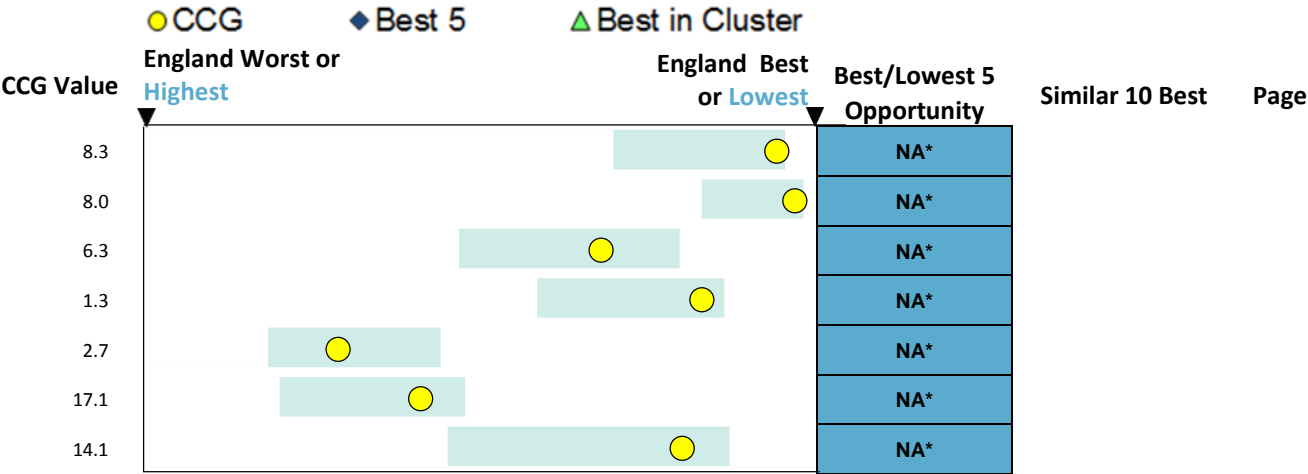 CCG Best 5 Best in Cluster
CCG Value
England Worst or
Highest
England Best
or Lowest
Best/Lowest 5
Opportunity
Similar 10 Best
Page
8.3 NA*
8.0 NA*
6.3 NA*
1.3 NA*
2.7 NA*
17.1 NA*
14.1 NA*